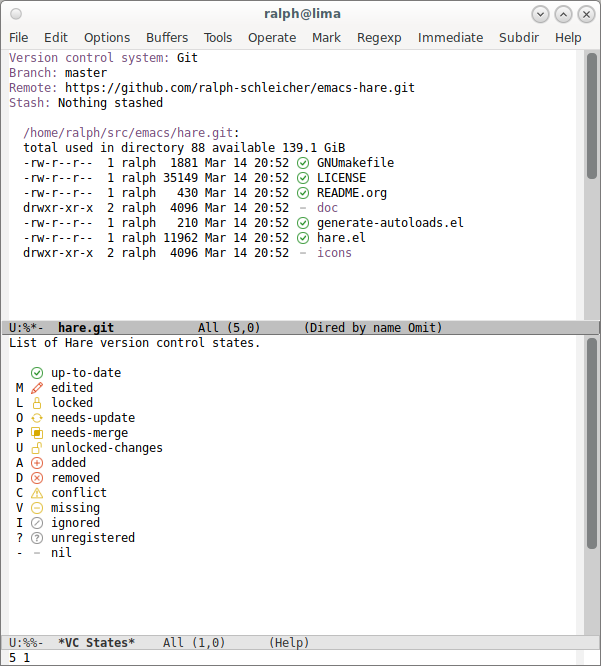 ralph@lima
File Edit Options Buffers Tools Operate Mark Regexp Immediate Subdir Help
Version control system: Git
Branch: master
Remote: https://github.com/ralph-schleicher/emacs-hare.git
Stash: Nothing stashed
/home/ralph/src/emacs/hare.git:
total used in directory 88 available 139.1 GiB
-rw-r--r-- 1 ralph 1881 Mar 14 20:52 GNUmakefile
-rw-r--r-- 1 ralph 35149 Mar 14 20:52 LICENSE
-rw-r--r-- 1 ralph 430 Mar 14 20:52 README.org
drwxr-xr-x 2 ralph 4096 Mar 14 20:52 – doc
-rw-r--r-- 1 ralph 210 Mar 14 20:52 generate-autoloads.el
-rw-r--r-- 1 ralph 11962 Mar 14 20:52 hare.el
drwxr-xr-x 2 ralph 4096 Mar 14 20:52 – icons
U:%*- hare.git All (5,0) (Dired by name Omit)
List of Hare version control states.
up-to-date
M edited
L locked
O needs-update
P needs-merge
U unlocked-changes
A added
D removed
C conflict
V missing
I ignored
? unregistered
- – nil
U:%%- *VC States* All (1,0) (Help)
5 1